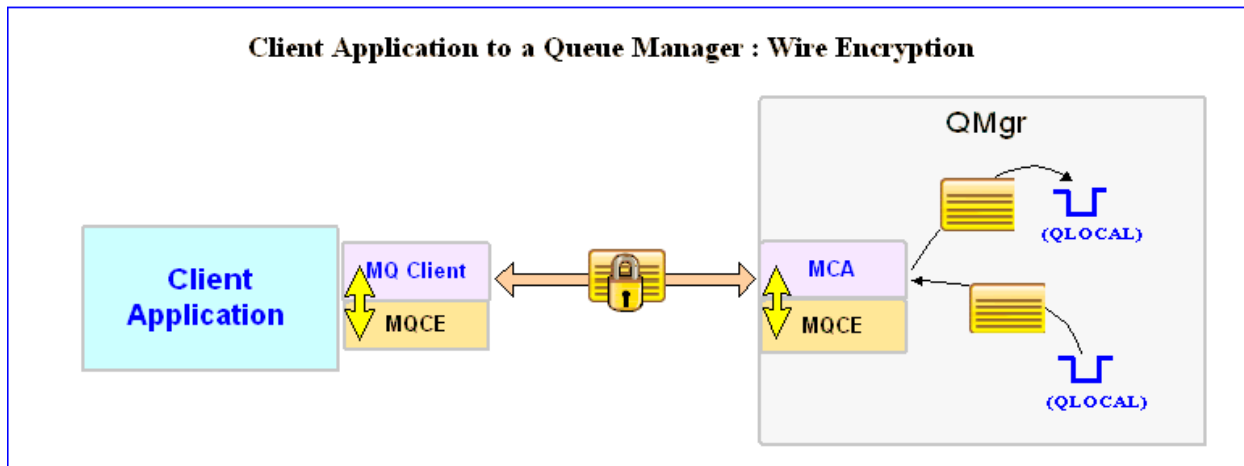 Client Application to a Queue Manager : Wire Encryption
QMgr
(QLOCAL)
Client
Application
MQ Client
MQCE
MCA
MQCE
(QLOCAL)